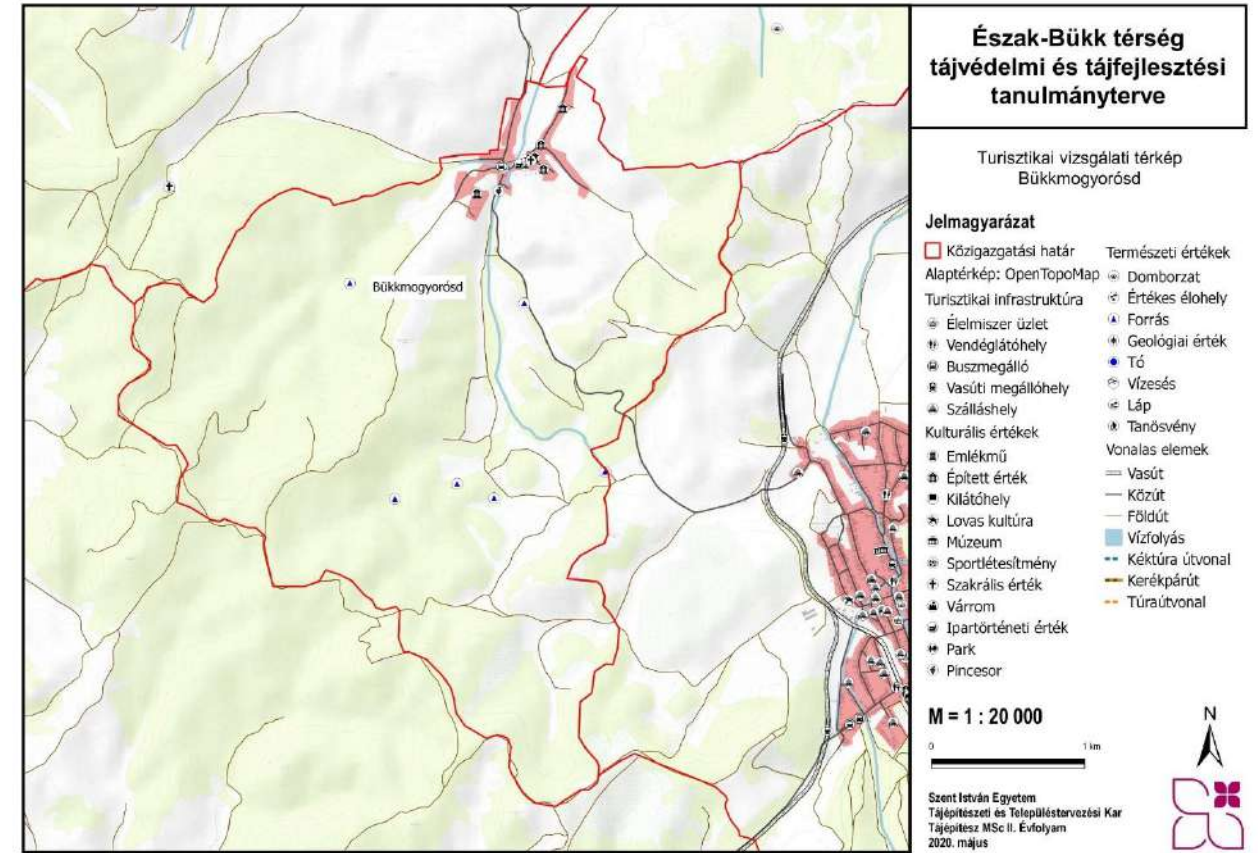 Észak-Bükk térség
tájvédelmi és tájfejlesztési
tanulmányterve
Turisztikai vizsgálati térkép
Bükkmogyorósd
Jelmagyarázat
Közigazgatási határ
Alaptérkép: OpenTopoMap
Turisztikai infrastruktúra
Élelmiszer üzlet
Vendéglátóhely
Buszmegálló
Vasúti megállóhely
Szálláshely
Kulturális értékek
Emlékmű
Épített érték
Kilátóhely
Lovas kultúra
Múzeum
Sportlétesítmény
Szakrális érték
Várrom
Ipartörténeti érték
Park
Pincesor
Természeti értékek
Domborzat
Értékes élohely
Forrás
Geológiai érték
Tó
Vízesés
Láp
Tanösvény
Vonalas elemek
Vasút
Közút
Földút
Vízfolyás
Kéktúra útvonal
Kerékpárút
Túraútvonal
M = 1 : 20 000
0 1 km
N
Szent István Egyetem
Tájépítészeti és Településtervezési Kar
Tájépítész MSc II. Évfolyam
2020. május
Bükkmogyorósd